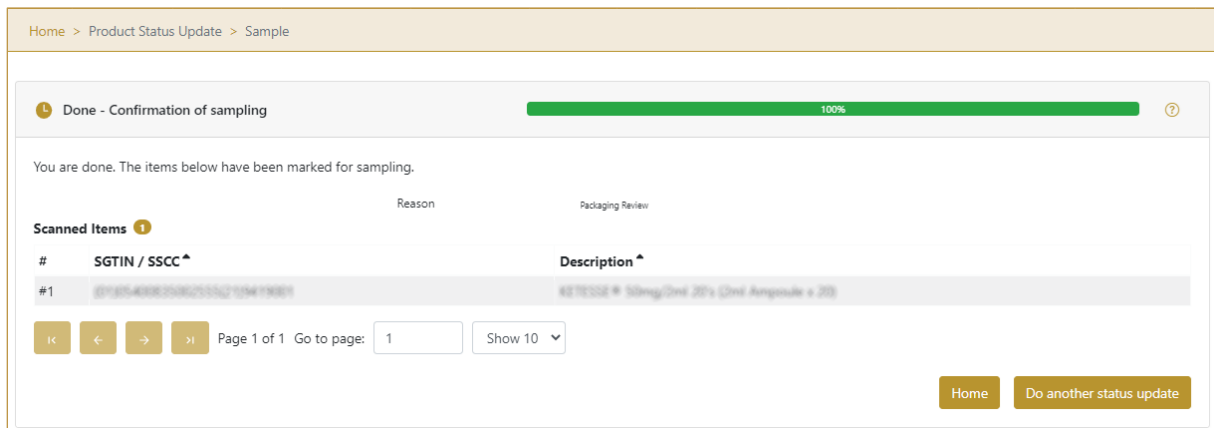 Home > Product Status Update > Sample
Done - Confirmation of sampling 100% ?
You are done. The items below have been marked for sampling.
Reason Packaging Review
Scanned Items 1
# SGTIN / SSCC Description
#1
Page 1 of 1 Go to page: 1 Show 10
Home Do another status update